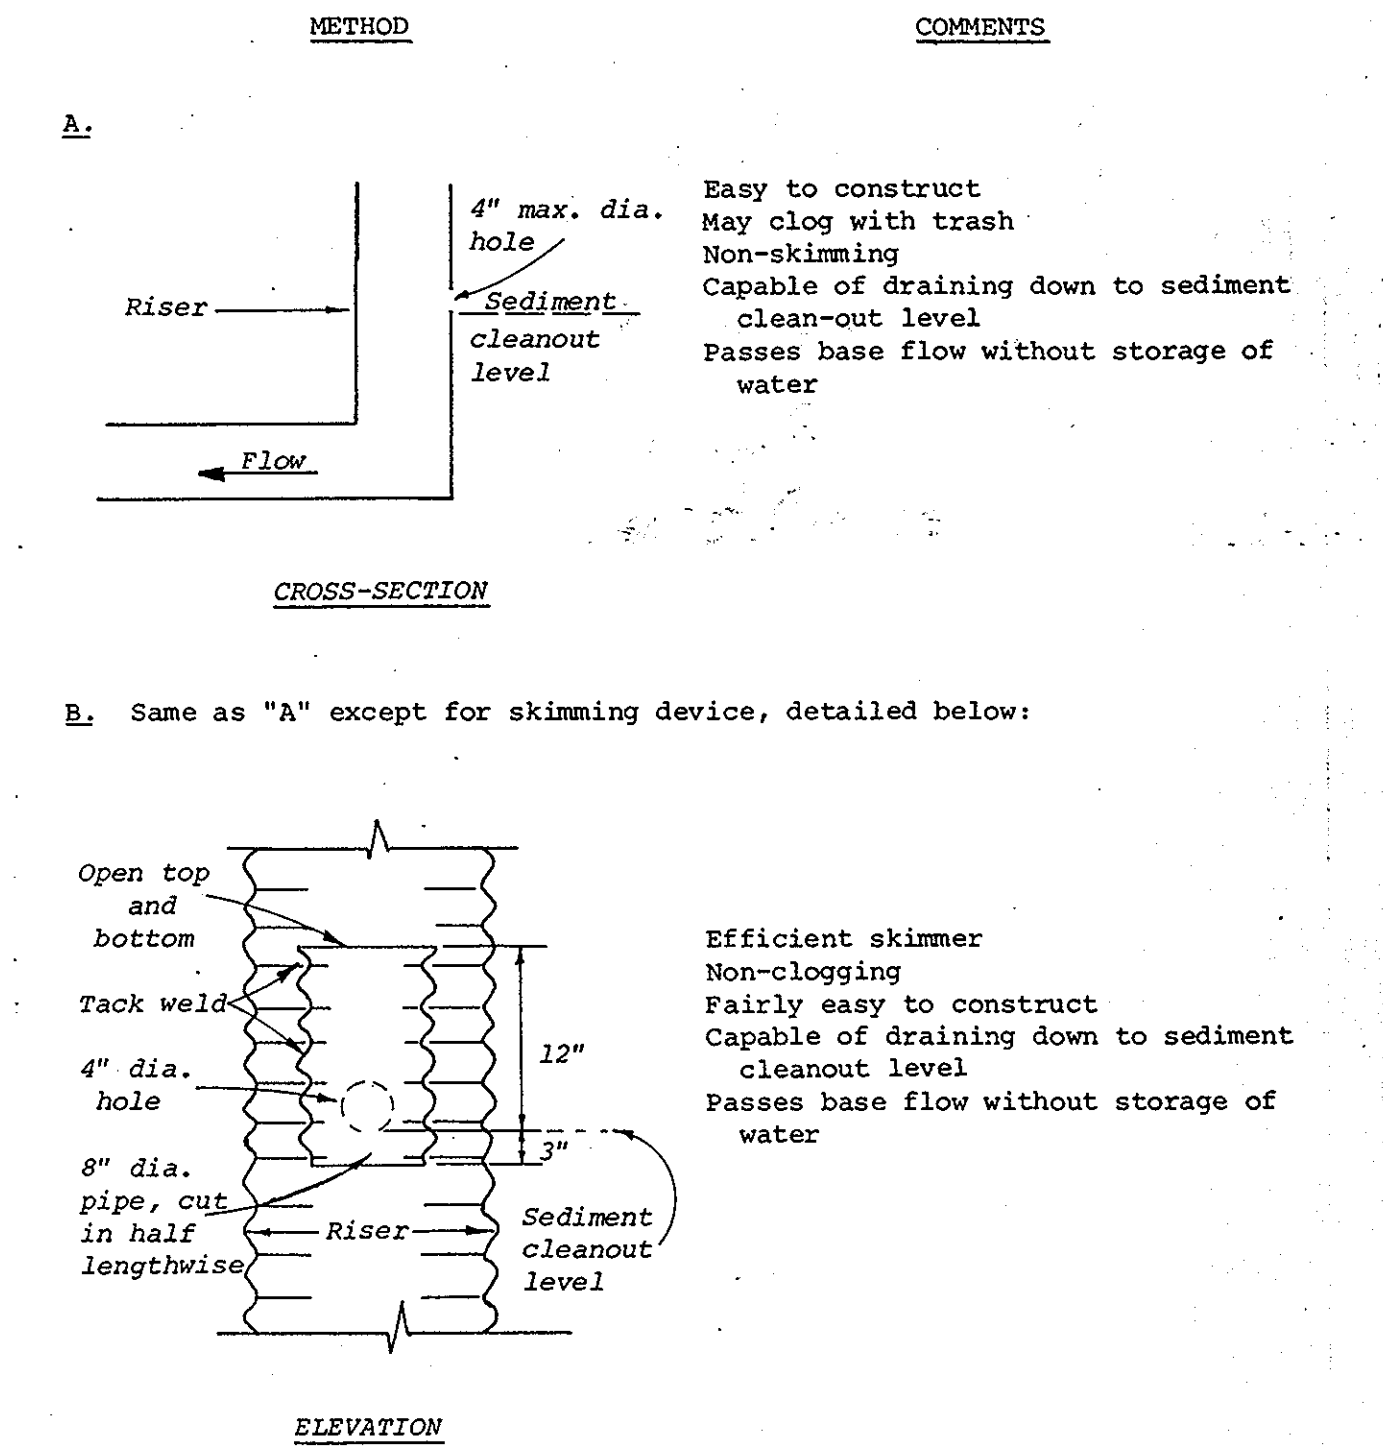 METHOD
COMMENTS
A.
4" max. dia.
hole
Riser
Sediment
cleanout
level
Flow
CROSS-SECTION
Easy to construct
May clog with trash
Non-skimming
Capable of draining down to sediment
clean-out level
Passes base flow without storage of
water
B. Same as "A" except for skimming device, detailed below:
Open top
and
bottom
Tack weld
4" dia.
hole
8" dia.
pipe, cut
in half
lengthwise
Riser
12"
3"
Sediment
cleanout
level
ELEVATION
Efficient skimmer
Non-clogging
Fairly easy to construct
Capable of draining down to sediment
cleanout level
Passes base flow without storage of
water